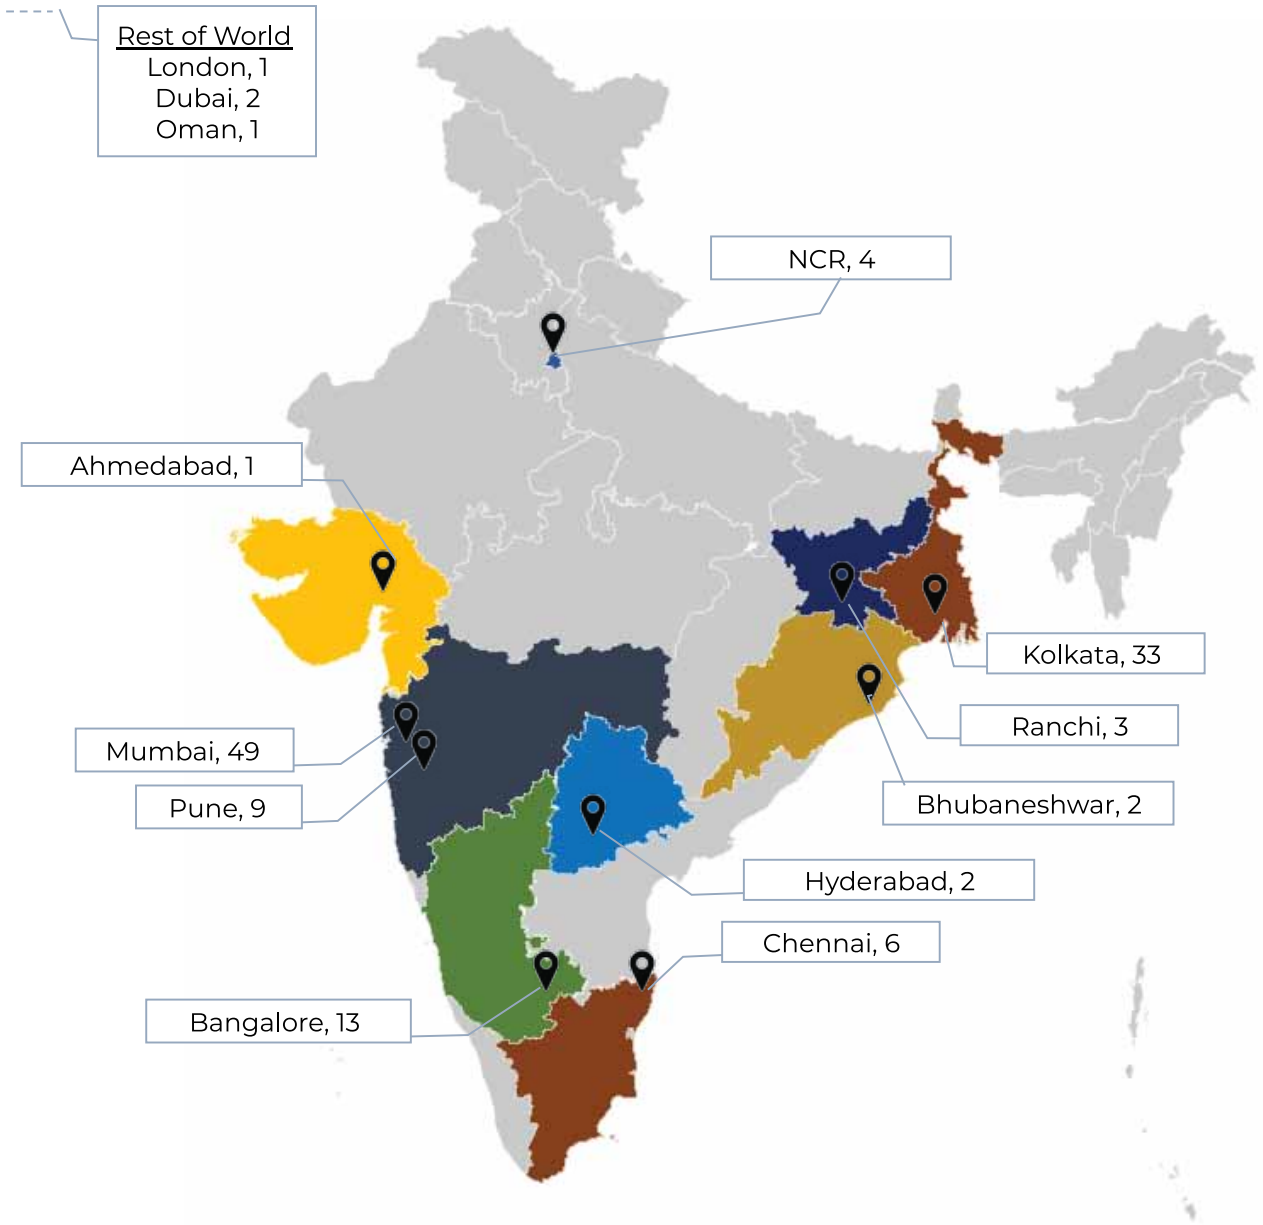 Rest of World
London, 1
Dubai, 2
Oman, 1
NCR, 4
Ahmedabad, 1
Kolkata, 33
Ranchi, 3
Mumbai, 49
Pune, 9
Bhubaneshwar, 2
Hyderabad, 2
Chennai, 6
Bangalore, 13